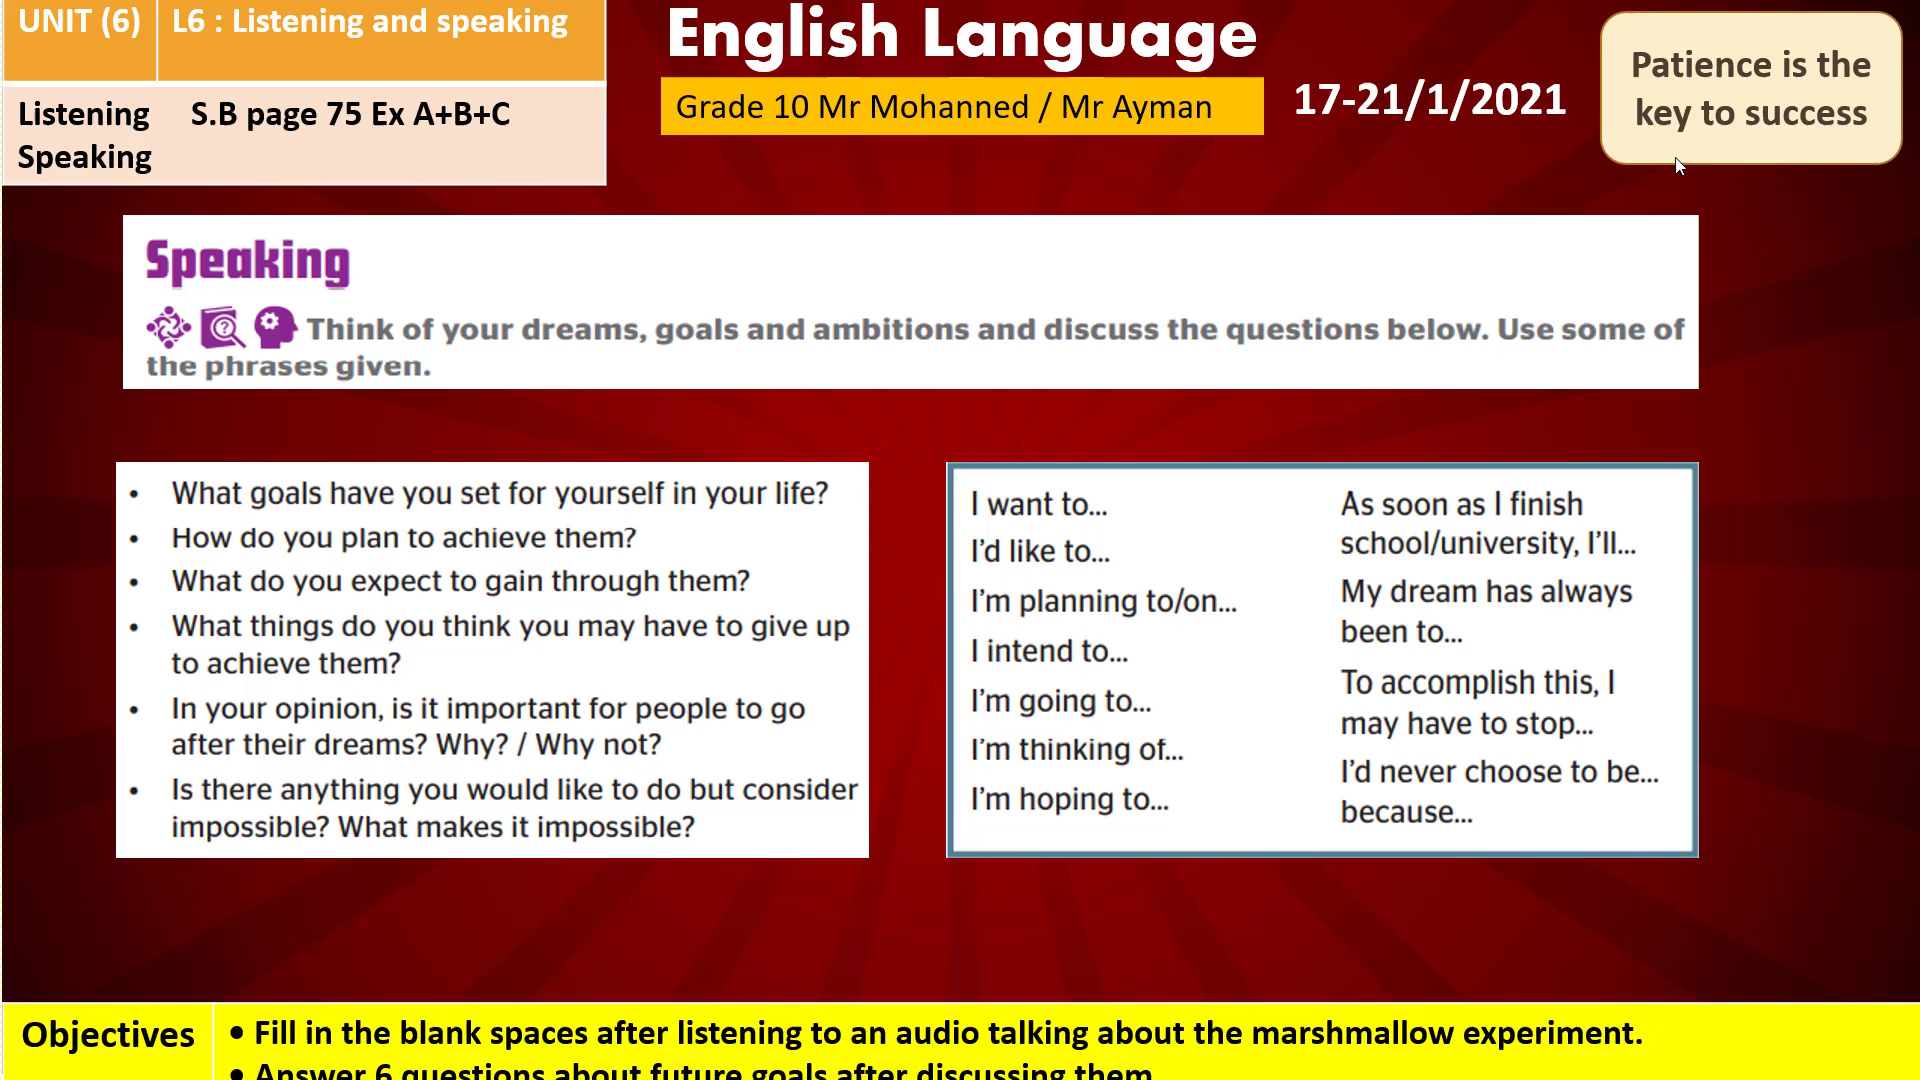 UNIT (6)
L6 : Listening and speaking
Listening
Speaking
S.B page 75 Ex A+B+C
English Language
Grade 10 Mr Mohanned / Mr Ayman
17-21/1/2021
Patience is the
key to success
Speaking
Think of your dreams, goals and ambitions and discuss the questions below. Use some of
the phrases given.
• What goals have you set for yourself in your life?
• How do you plan to achieve them?
• What do you expect to gain through them?
• What things do you think you may have to give up
to achieve them?
• In your opinion, is it important for people to go
after their dreams? Why? / Why not?
• Is there anything you would like to do but consider
impossible? What makes it impossible?
I want to...
I'd like to...
I'm planning to/on...
I intend to...
I'm going to...
I'm thinking of...
I'm hoping to...
As soon as I finish
school/university, I'll...
My dream has always
been to...
To accomplish this, I
may have to stop...
I'd never choose to be...
because...
Objectives
• Fill in the blank spaces after listening to an audio talking about the marshmallow experiment.
• Answer 6 questions about future goals after discussing them